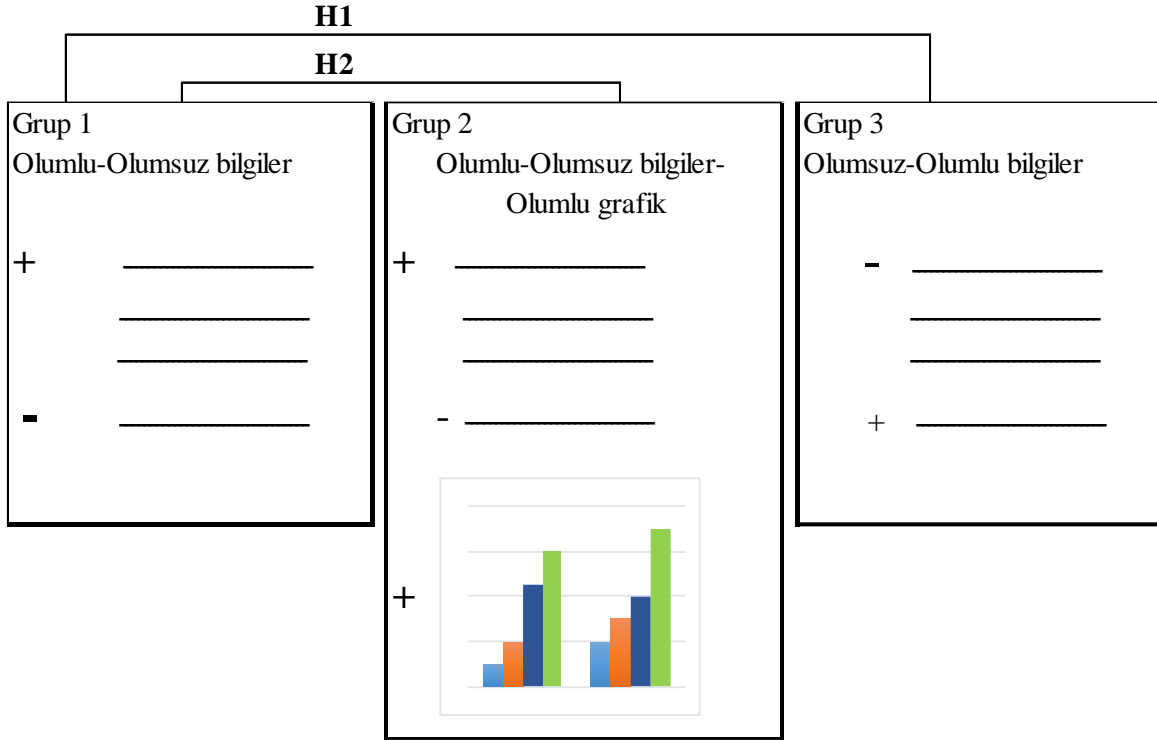 H1
H2
Grup 1
Olumlu-Olumsuz bilgiler
+
-
Grup 2
Olumlu-Olumsuz bilgiler-
Olumlu grafik
+
-
+
Grup 3
Olumsuz-Olumlu bilgiler
-
+